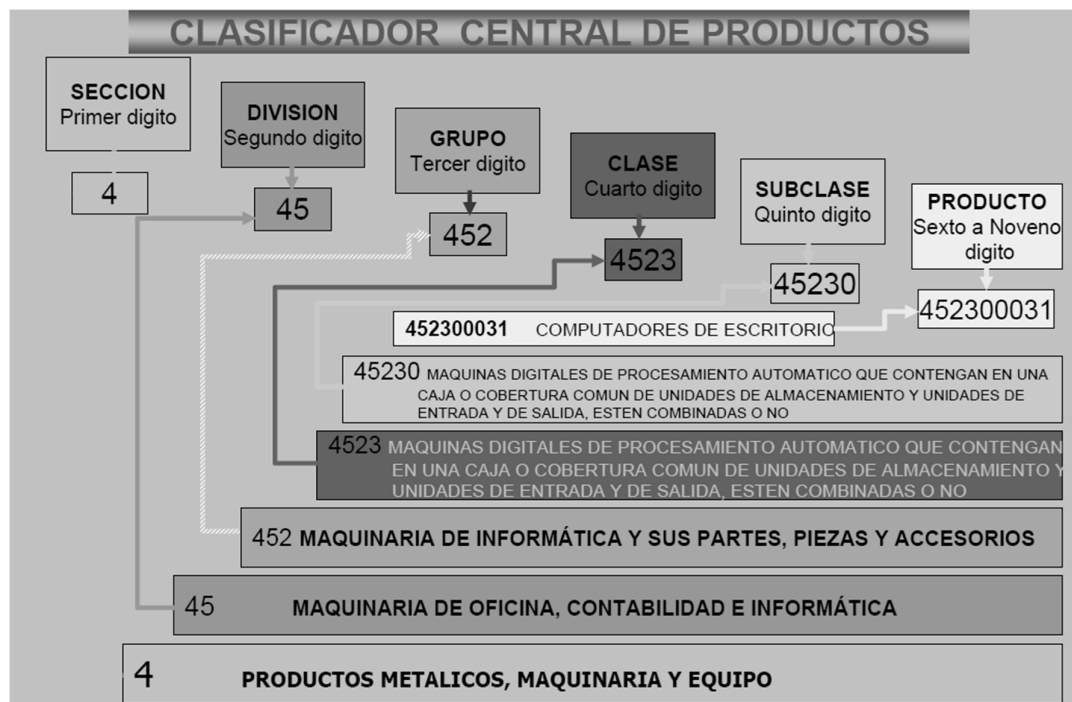 CLASIFICADOR CENTRAL DE PRODUCTOS
SECCION
Primer digito
4
DIVISION
Segundo digito
45
GRUPO
Tercer digito
452
CLASE
Cuarto digito
4523
SUBCLASE
Quinto digito
45230
PRODUCTO
Sexto a Noveno
digito
452300031
452300031 COMPUTADORES DE ESCRITORIO
45230 MAQUINAS DIGITALES DE PROCESAMIENTO AUTOMATICO QUE CONTENGAN EN UNA
CAJA O COBERTURA COMUN DE UNIDADES DE ALMACENAMIENTO Y UNIDADES DE
ENTRADA Y DE SALIDA, ESTEN COMBINADAS O NO
4523 MAQUINAS DIGITALES DE PROCESAMIENTO AUTOMATICO QUE CONTENGAN
EN UNA CAJA O COBERTURA COMUN DE UNIDADES DE ALMACENAMIENTO Y
UNIDADES DE ENTRADA Y DE SALIDA, ESTEN COMBINADAS O NO
452 MAQUINARIA DE INFORMÁTICA Y SUS PARTES, PIEZAS Y ACCESORIOS
45 MAQUINARIA DE OFICINA, CONTABILIDAD E INFORMÁTICA
4 PRODUCTOS METALICOS, MAQUINARIA Y EQUIPO